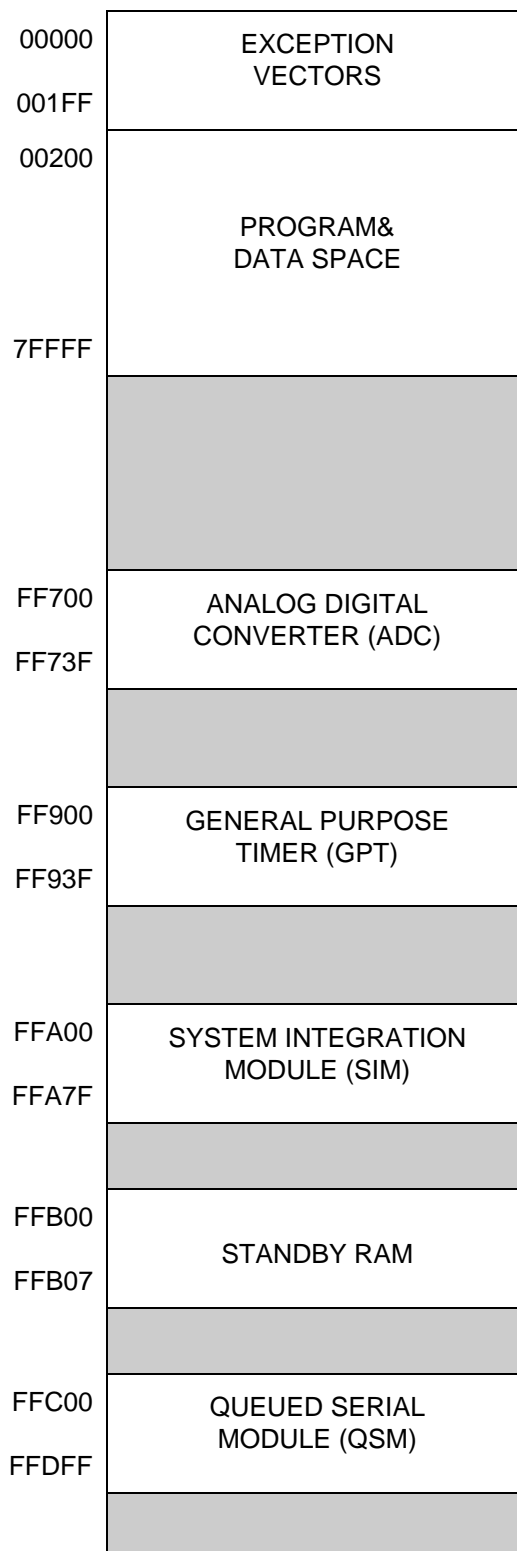 00000
EXCEPTION
VECTORS
001FF
00200
PROGRAM&
DATA SPACE
7FFFF
FF700
ANALOG DIGITAL
CONVERTER (ADC)
FF73F
FF900
GENERAL PURPOSE
TIMER (GPT)
FF93F
FFA00
SYSTEM INTEGRATION
MODULE (SIM)
FFA7F
FFB00
STANDBY RAM
FFB07
FFC00
QUEUED SERIAL
MODULE (QSM)
FFDFF